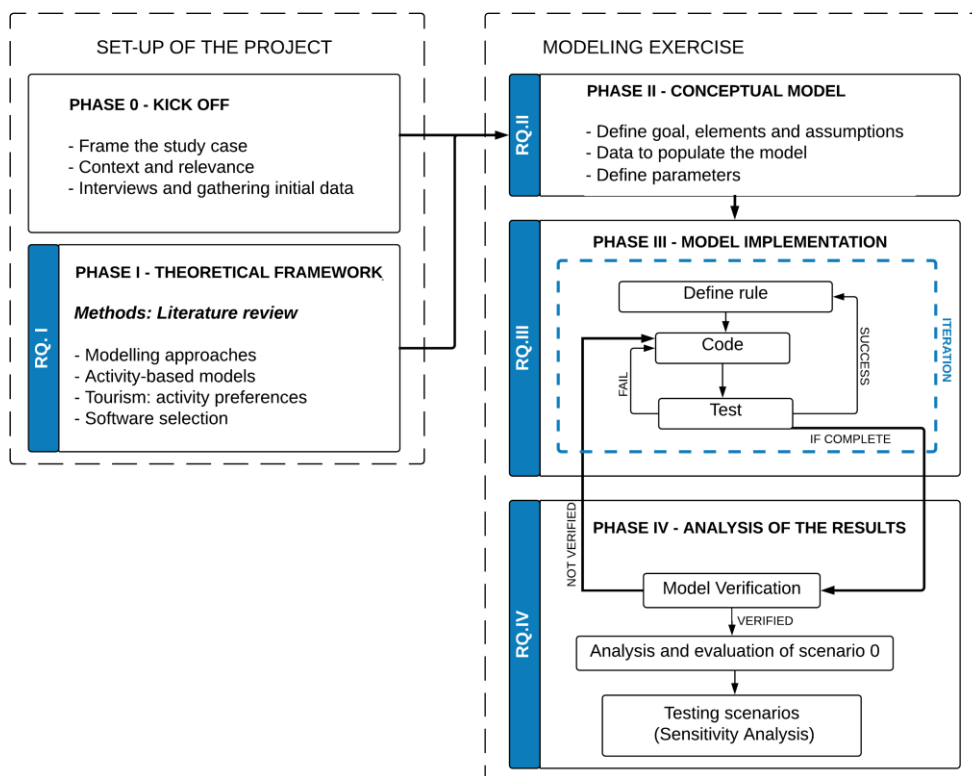 SET-UP OF THE PROJECT
PHASE 0 - KICK OFF
- Frame the study case
- Context and relevance
- Interviews and gathering initial data
RQ. I
PHASE I - THEORETICAL FRAMEWORK
Methods: Literature review
- Modelling approaches
- Activity-based models
- Tourism: activity preferences
- Software selection
MODELING EXERCISE
RQ.II
PHASE II - CONCEPTUAL MODEL
- Define goal, elements and assumptions
- Data to populate the model
- Define parameters
RQ.III
PHASE III - MODEL IMPLEMENTATION
Define rule
Code
Test
FAIL
SUCCESS
ITERATION
IF COMPLETE
NOT VERIFIED
RQ.IV
PHASE IV - ANALYSIS OF THE RESULTS
Model Verification
VERIFIED
Analysis and evaluation of scenario 0
Testing scenarios
(Sensitivity Analysis)